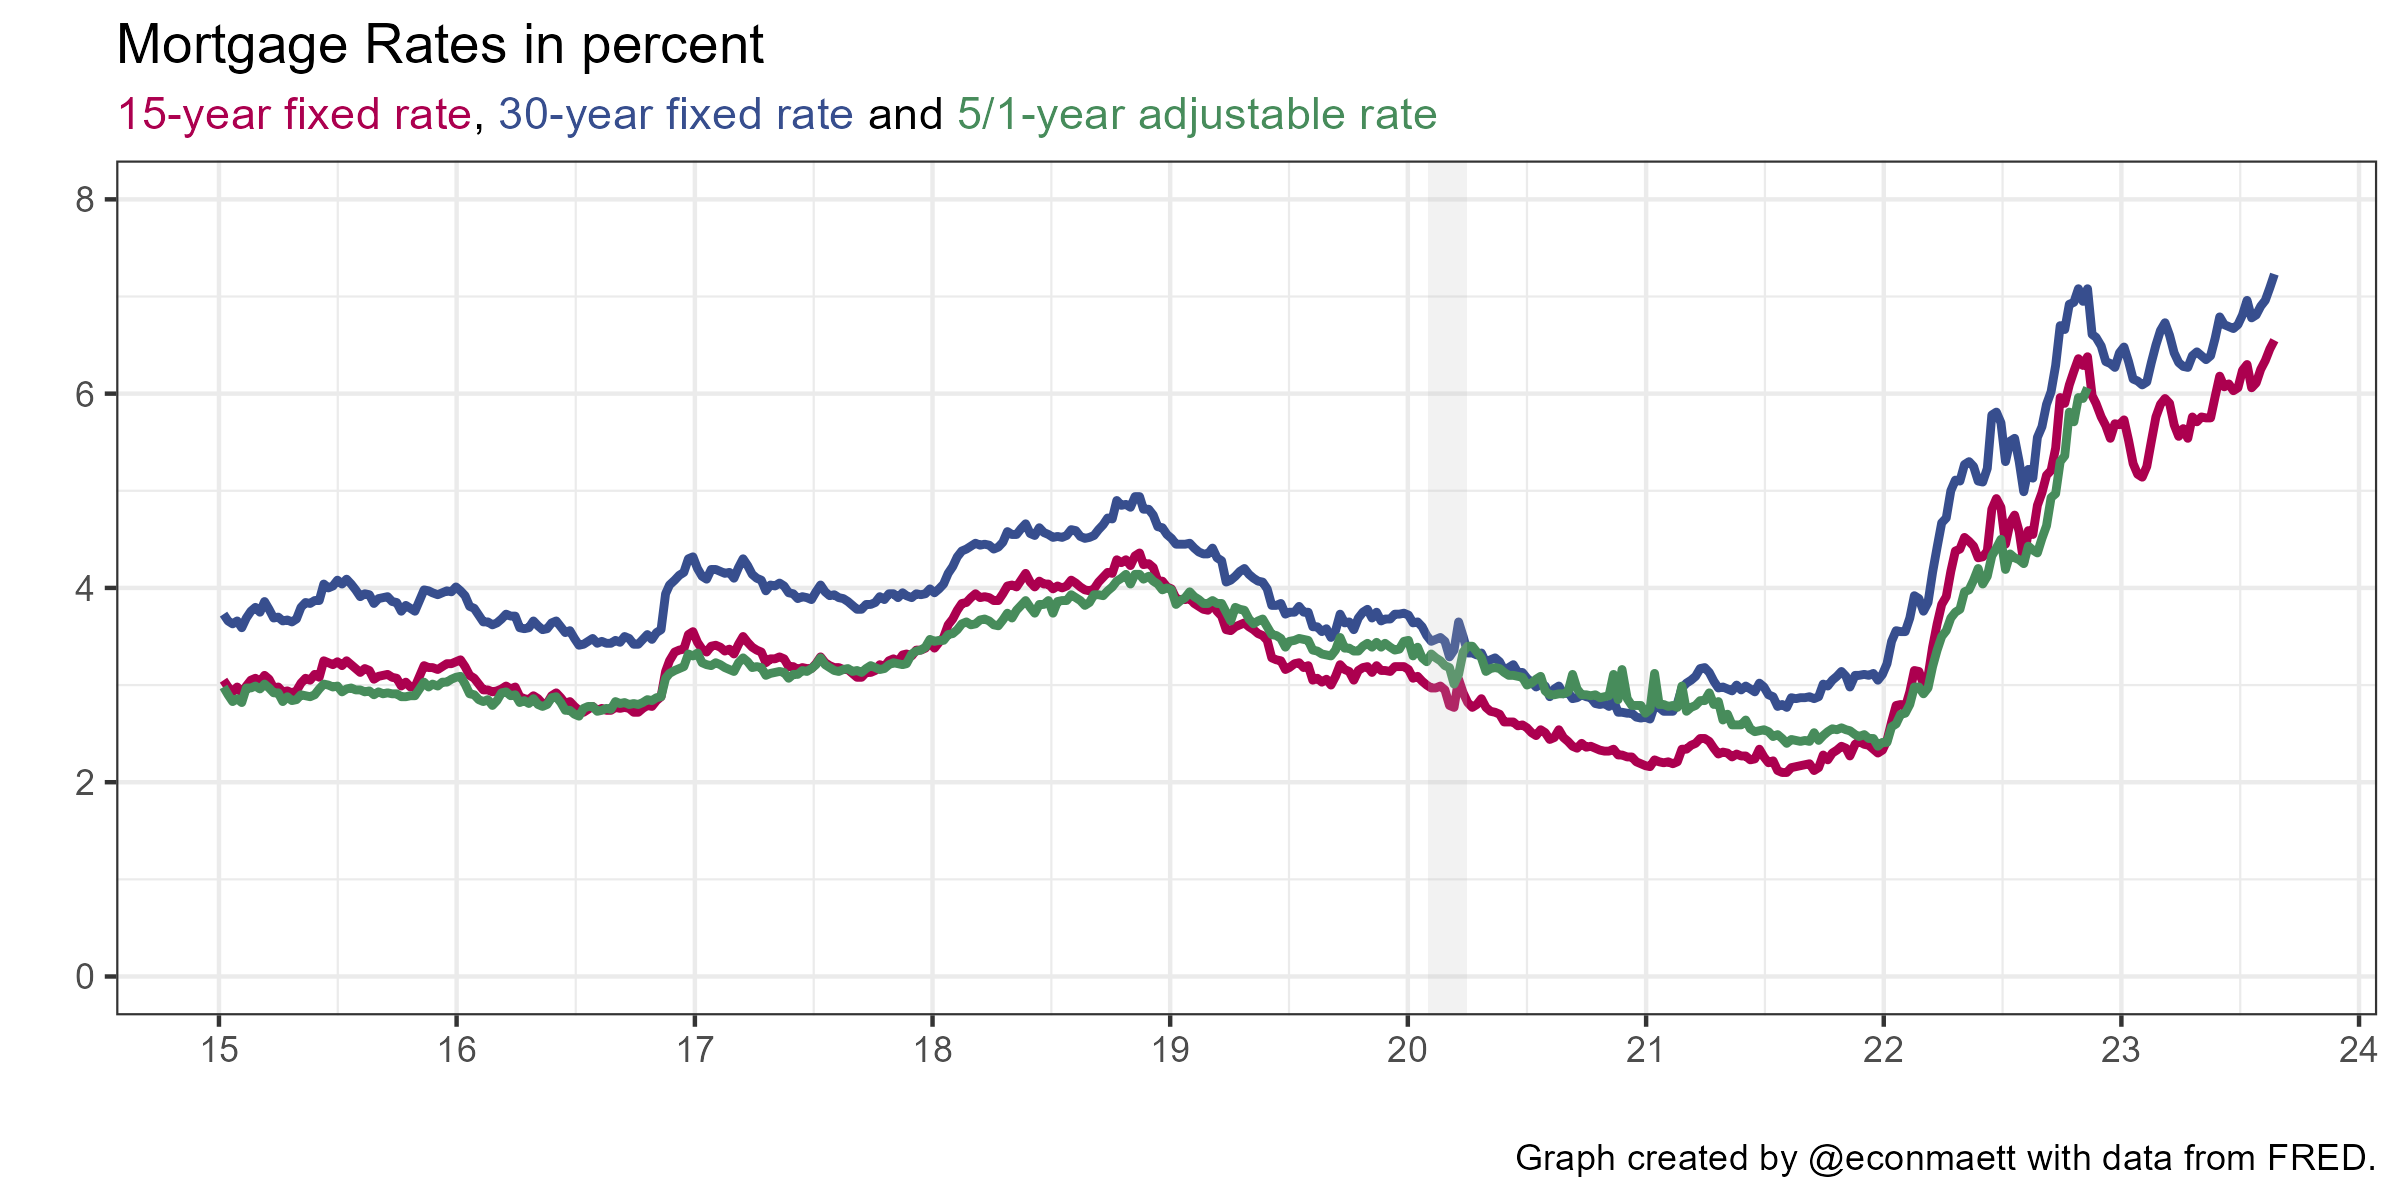 Mortgage Rates in percent
15-year fixed rate, 30-year fixed rate and 5/1-year adjustable rate
8
6
4
2
0
15 16 17 18 19 20 21 22 23 24
Graph created by @econmaett with data from FRED.